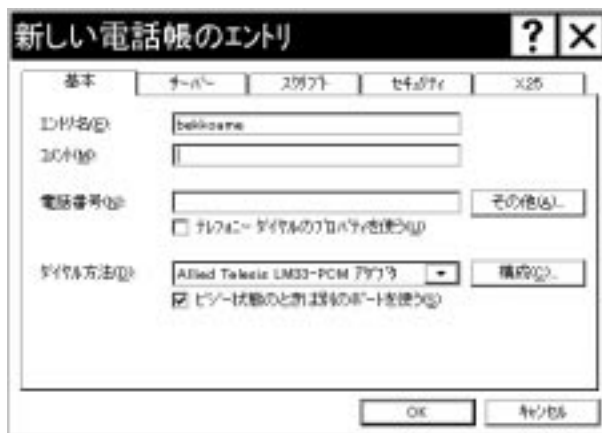 新しい電話帳のエントリ ? ×
基本 サーバー スクリプト セキュリティ X.25
エントリ名(E): bekkoame
コメント(M):
電話番号(N): その他(A)...
テレフォニー ダイヤルのプロパティを使う(U)
ダイヤル方法(D): Allied Telesis LM33-PCM アダプタ 構成(C)...
ビジー状態のときは別のポートを使う(S)
OK キャンセル